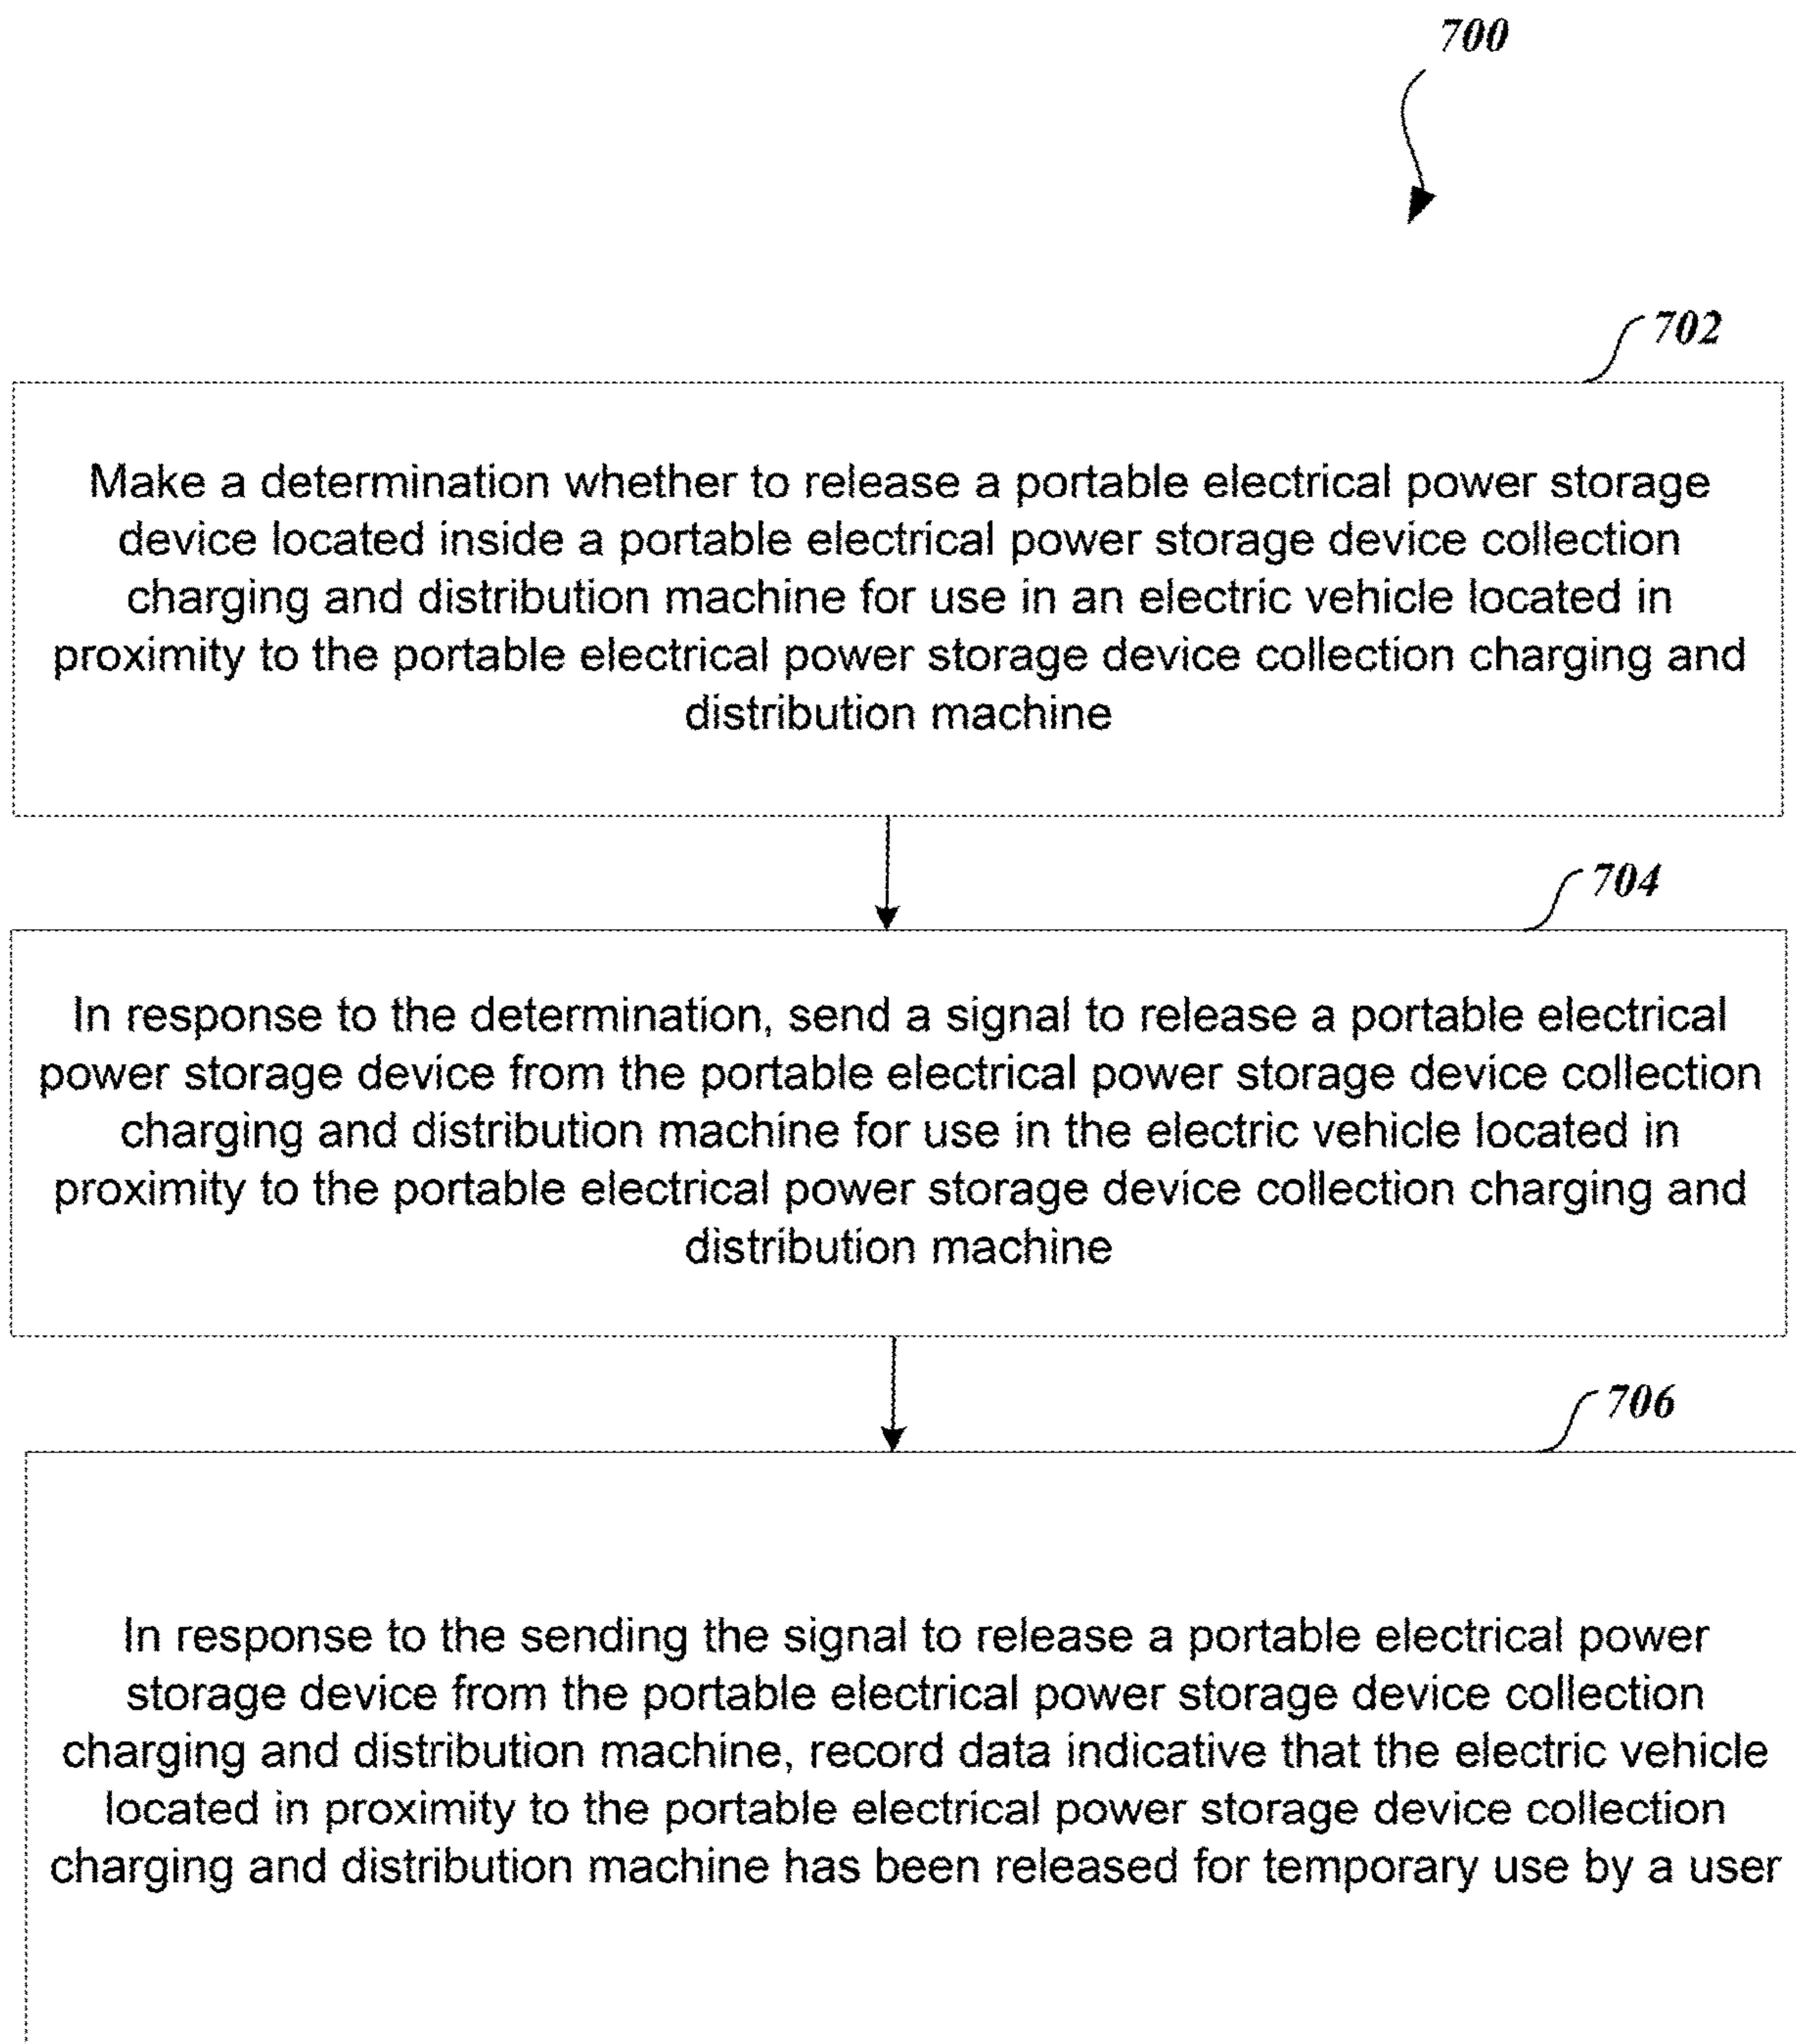 700
702
Make a determination whether to release a portable electrical power storage
device located inside a portable electrical power storage device collection
charging and distribution machine for use in an electric vehicle located in
proximity to the portable electrical power storage device collection charging and
distribution machine
704
In response to the determination, send a signal to release a portable electrical
power storage device from the portable electrical power storage device collection
charging and distribution machine for use in the electric vehicle located in
proximity to the portable electrical power storage device collection charging and
distribution machine
706
In response to the sending the signal to release a portable electrical power
storage device from the portable electrical power storage device collection
charging and distribution machine, record data indicative that the electric vehicle
located in proximity to the portable electrical power storage device collection
charging and distribution machine has been released for temporary use by a user